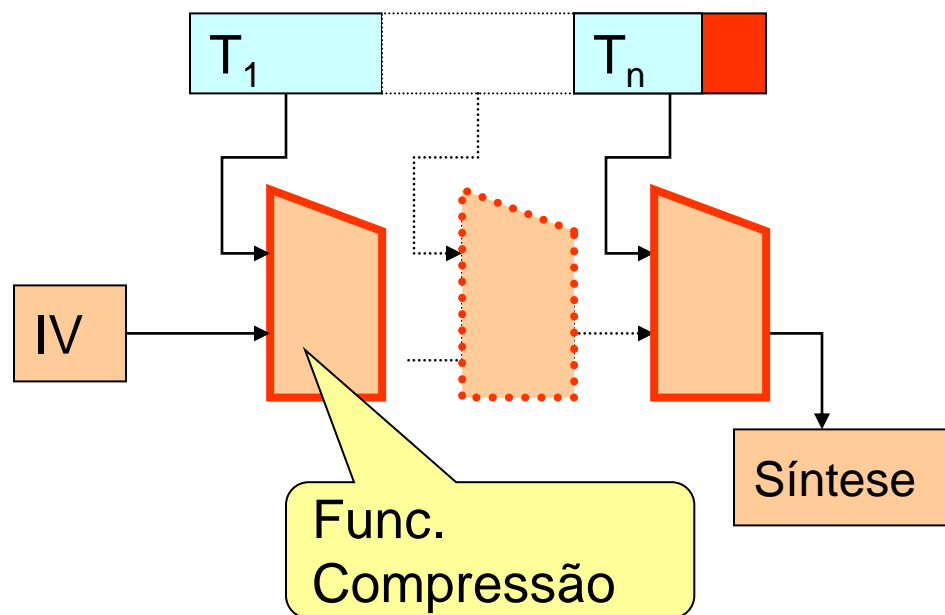 T₁
Tₙ
IV
Síntese
Func.
Compressão